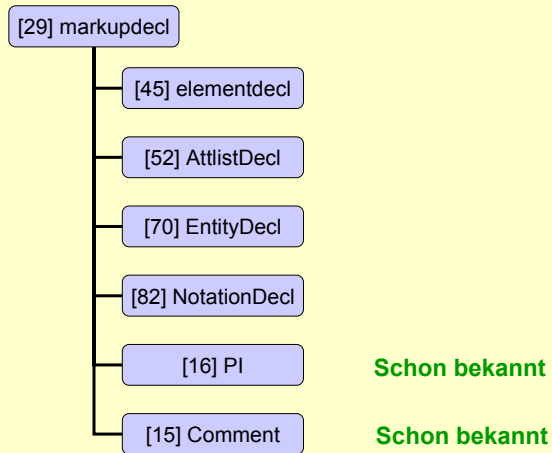 [29] markupdecl
[45] elementdecl
[52] AttlistDecl
[70] EntityDecl
[82] NotationDecl
[16] PI Schon bekannt
[15] Comment Schon bekannt